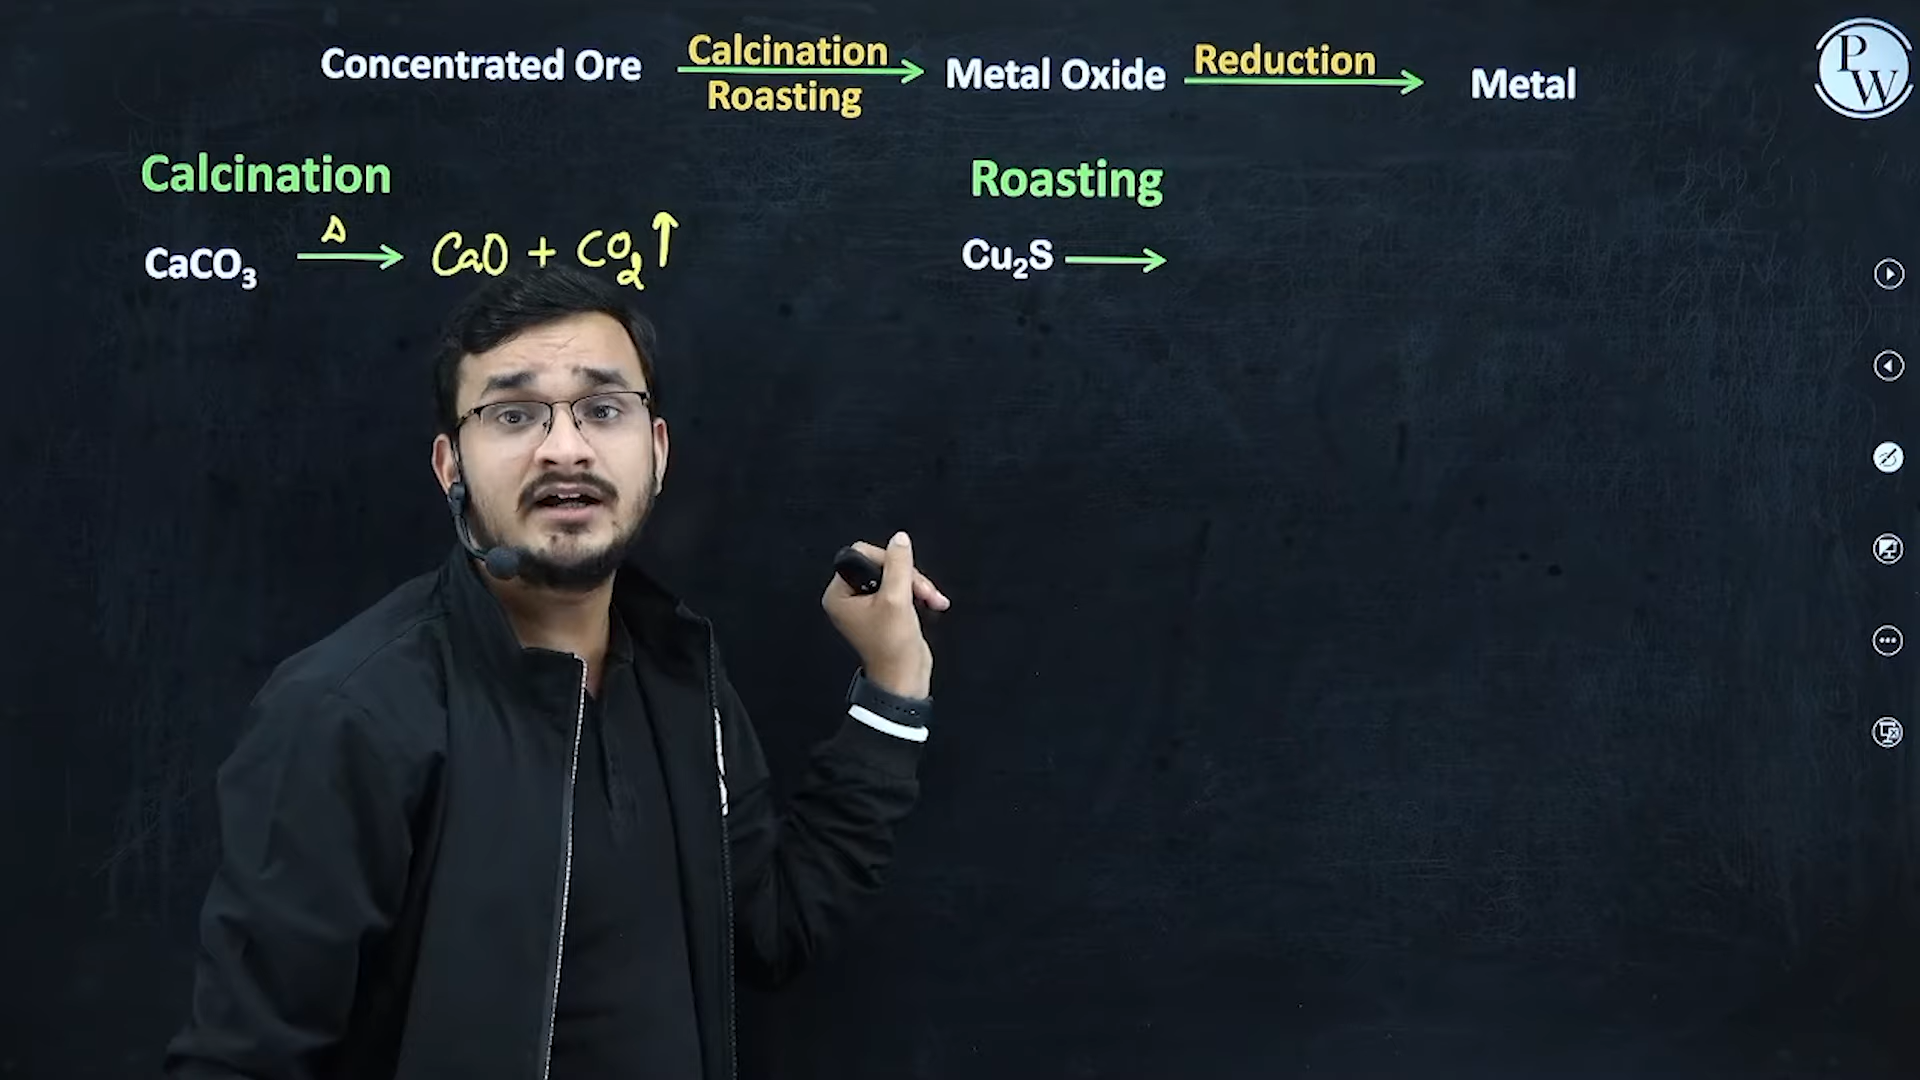 Concentrated Ore Calcination Roasting Metal Oxide Reduction Metal
PW
Calcination
Roasting
CaCO₃ Δ → CaO + CO₂↑
Cu₂S →